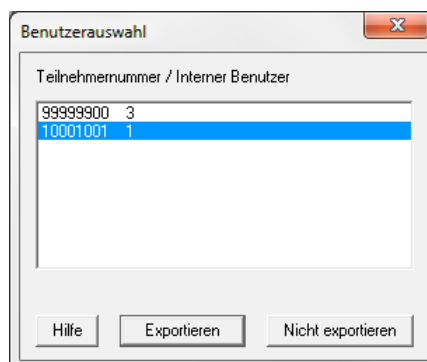 Benutzerauswahl
Teilnehmernummer / Interner Benutzer
99999900 3
10001001 1
Hilfe Exportieren Nicht exportieren